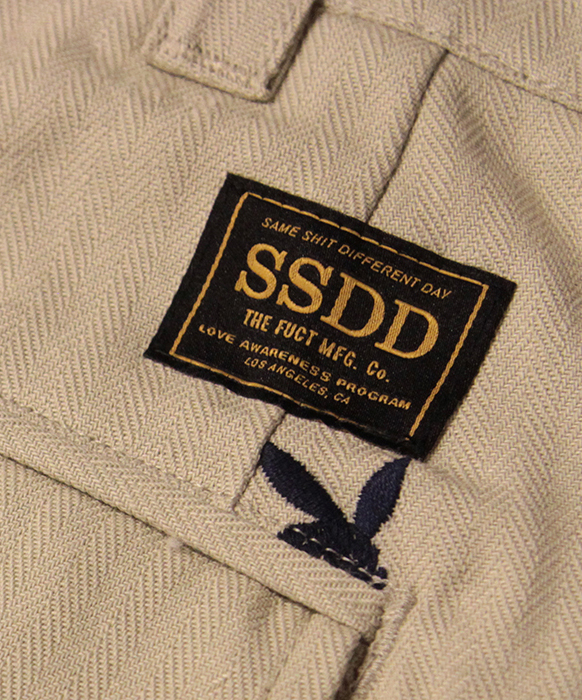 SAME SHIT DIFFERENT DAY
SSDD
THE FUCT MFG. Co.
LOVE AWARENESS PROGRAM
LOS ANGELES, CA